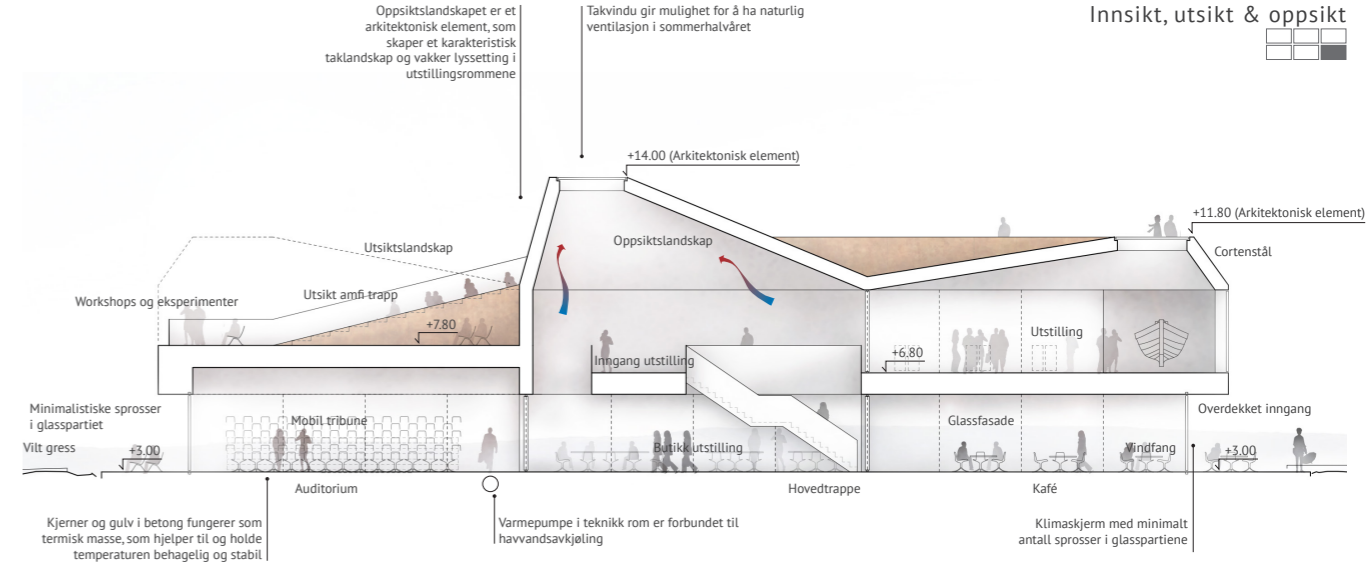 Oppsiktslandskapet er et
arkitektonisk element, som
skaper et karakteristisk
taklandskap og vakker lyssetting i
utstillingsrommene
Takvindu gir mulighet for å ha naturlig
ventilasjon i sommerhalvåret
Innsikt, utsikt & oppsikt
+14.00 (Arkitektonisk element)
+11.80 (Arkitektonisk element)
Utsiktslandskap
Oppsiktslandskap
Cortenstål
Workshops og eksperimenter
Utsikt amfi trapp
+7.80
Utstilling
Inngang utstilling
+6.80
Minimalistiske sprosser
i glasspartiet
Mobil tribune
Glassfasade
Overdekket inngang
Vilt gress
+3.00
Butikk utstilling
Vindfang
+3.00
Auditorium
Hovedtrappe
Kafé
Kjerner og gulv i betong fungerer som
termisk masse, som hjelper til og holde
temperaturen behagelig og stabil
Varmepumpe i teknikk rom er forbundet til
havvandsavkjøling
Klimaskjerm med minimalt
antall sprosser i glasspartiene